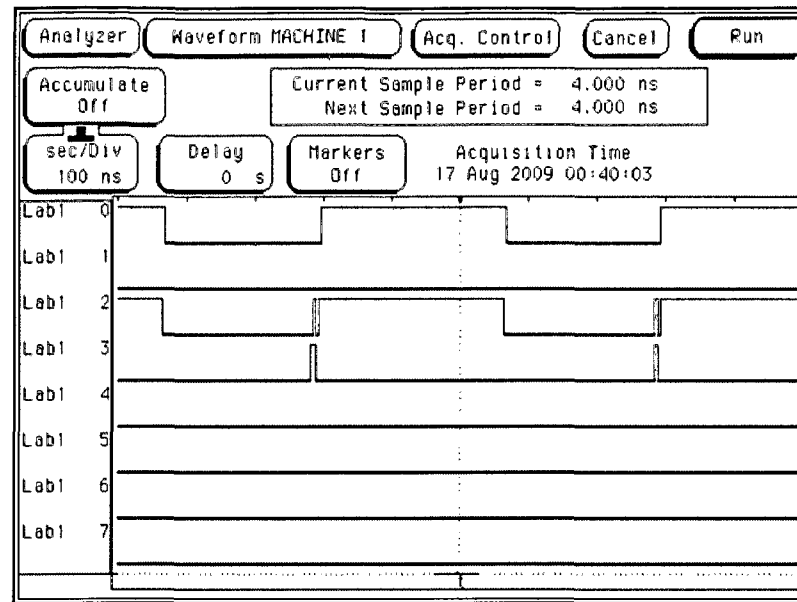 Analyzer Waveform MACHINE 1 Acq. Control Cancel Run
Accumulate
Off
Current Sample Period = 4.000 ns
Next Sample Period = 4.000 ns
sec/Div
100 ns
Delay
0 s
Markers
Off
Acquisition Time
17 Aug 2009 00:40:03
Lab1 0
Lab1 1
Lab1 2
Lab1 3
Lab1 4
Lab1 5
Lab1 6
Lab1 7